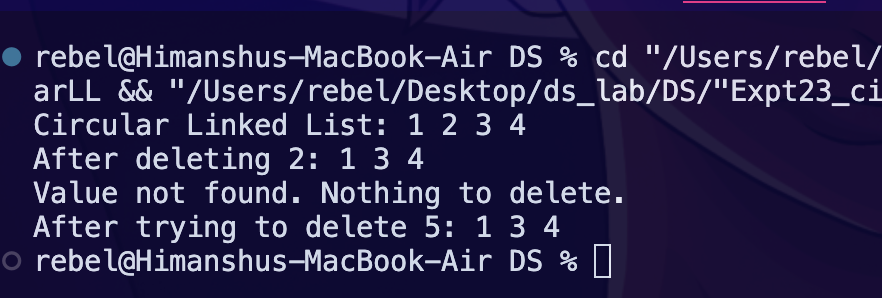 rebel@Himanshus-MacBook-Air DS % cd "/Users/rebel/
arLL && "/Users/rebel/Desktop/ds_lab/DS/"Expt23_ci
Circular Linked List: 1 2 3 4
After deleting 2: 1 3 4
Value not found. Nothing to delete.
After trying to delete 5: 1 3 4
rebel@Himanshus-MacBook-Air DS %